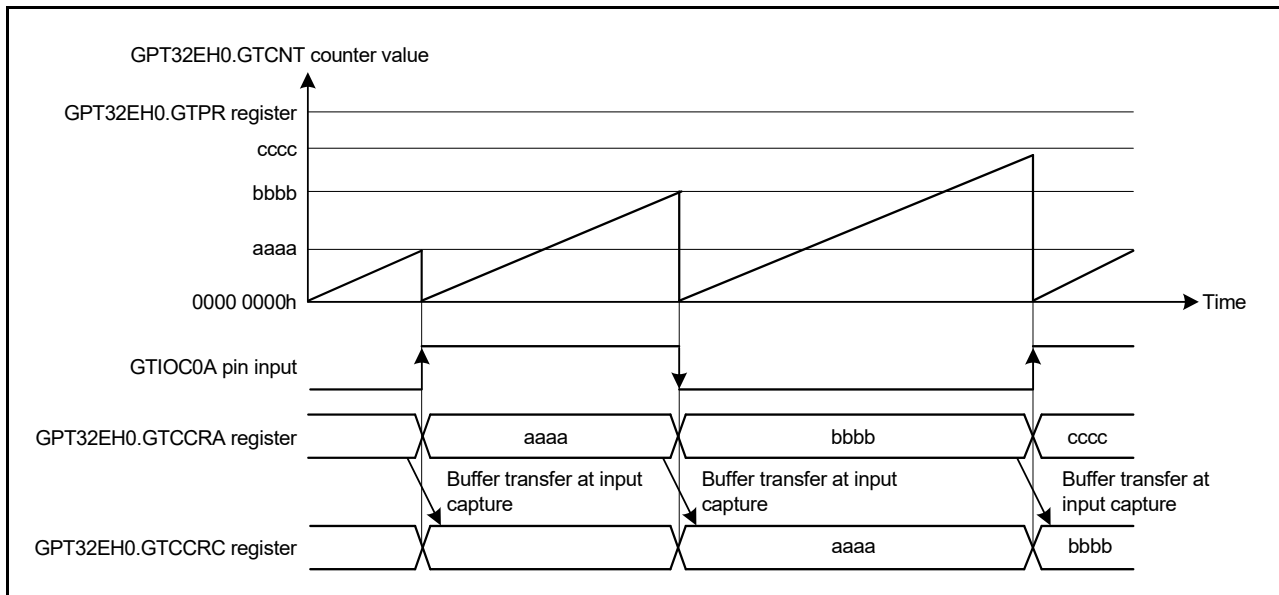 GPT32EH0.GTCNT counter value
GPT32EH0.GTPR register
cccc
bbbb
aaaa
0000 0000h
Time
GTIOC0A pin input
GPT32EH0.GTCCRA register
aaaa
bbbb
cccc
Buffer transfer at input
capture
Buffer transfer at input
capture
Buffer transfer at
input capture
GPT32EH0.GTCCRC register
aaaa
bbbb